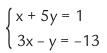 x + 5y = 1
3x – y = –13